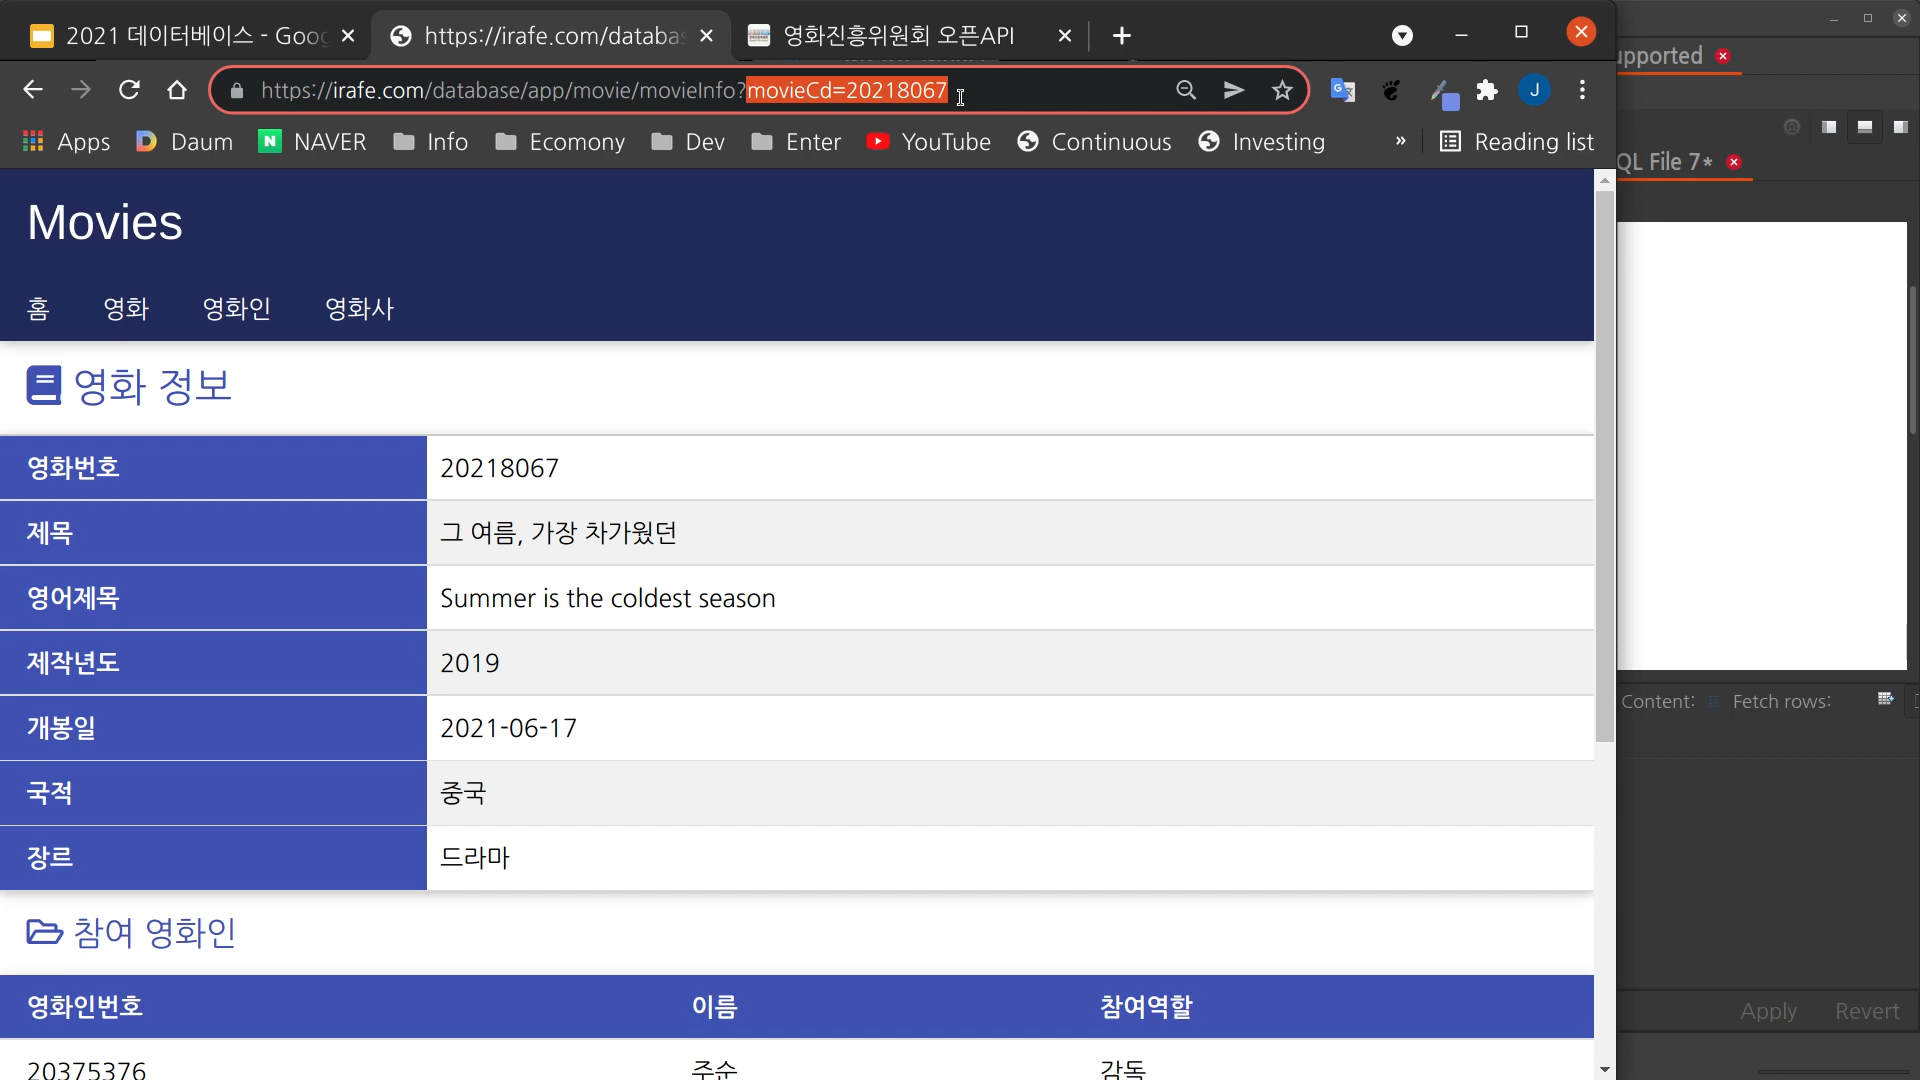 2021 데이터베이스 - Goog
https://irafe.com/databas
영화진흥위원회 오픈API
upported
https://irafe.com/database/app/movie/movieInfo?movieCd=20218067
J
Apps
Daum
NAVER
Info
Ecomony
Dev
Enter
YouTube
Continuous
Investing
»
Reading list
QL File 7*
Movies
홈 영화 영화인 영화사
영화 정보
영화번호 20218067
제목 그 여름, 가장 차가웠던
영어제목 Summer is the coldest season
제작년도 2019
개봉일 2021-06-17
국적 중국
장르 드라마
Content: Fetch rows:
참여 영화인
영화인번호 이름 참여역할
20375376 주순 감독
Apply Revert